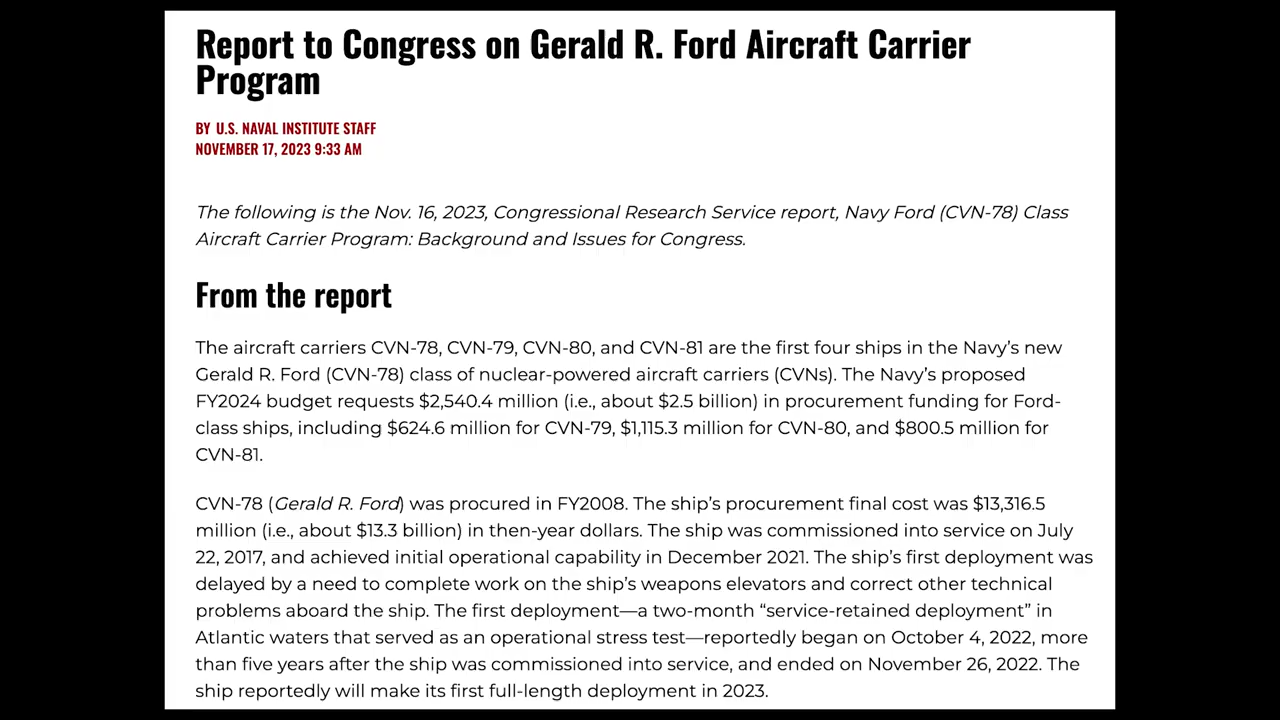 Report to Congress on Gerald R. Ford Aircraft Carrier
Program
BY U.S. NAVAL INSTITUTE STAFF
NOVEMBER 17, 2023 9:33 AM
The following is the Nov. 16, 2023, Congressional Research Service report, Navy Ford (CVN-78) Class
Aircraft Carrier Program: Background and Issues for Congress.
From the report
The aircraft carriers CVN-78, CVN-79, CVN-80, and CVN-81 are the first four ships in the Navy’s new
Gerald R. Ford (CVN-78) class of nuclear-powered aircraft carriers (CVNs). The Navy’s proposed
FY2024 budget requests $2,540.4 million (i.e., about $2.5 billion) in procurement funding for Ford-
class ships, including $624.6 million for CVN-79, $1,115.3 million for CVN-80, and $800.5 million for
CVN-81.
CVN-78 (Gerald R. Ford) was procured in FY2008. The ship’s procurement final cost was $13,316.5
million (i.e., about $13.3 billion) in then-year dollars. The ship was commissioned into service on July
22, 2017, and achieved initial operational capability in December 2021. The ship’s first deployment was
delayed by a need to complete work on the ship’s weapons elevators and correct other technical
problems aboard the ship. The first deployment—a two-month “service-retained deployment” in
Atlantic waters that served as an operational stress test—reportedly began on October 4, 2022, more
than five years after the ship was commissioned into service, and ended on November 26, 2022. The
ship reportedly will make its first full-length deployment in 2023.